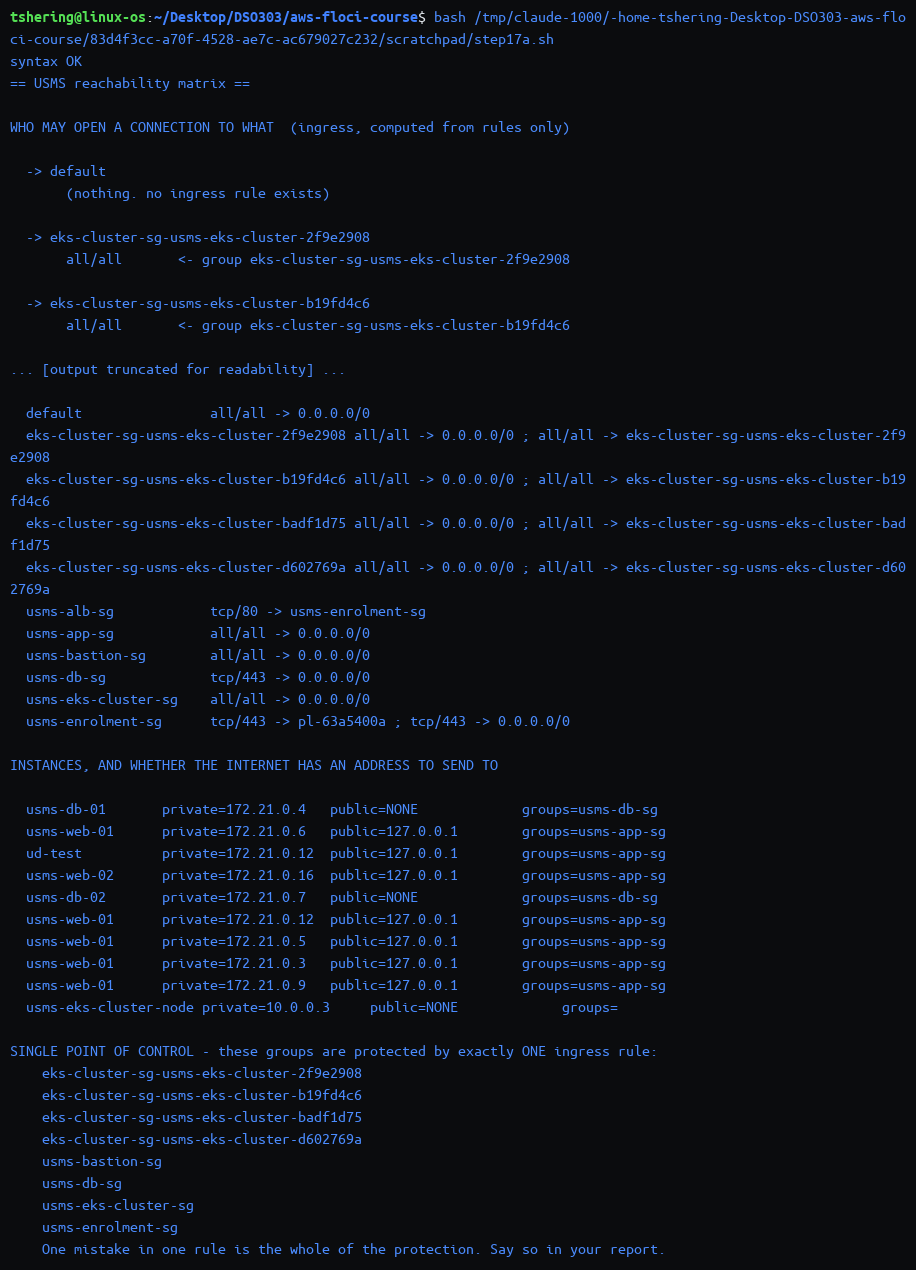 tshering@linux-os:~/Desktop/DSO303/aws-floci-course$ bash /tmp/claude-1000/-home-tshering-Desktop-DSO303-aws-flo
ci-course/83d4f3cc-a70f-4528-ae7c-ac679027c232/scratchpad/step17a.sh
syntax OK
== USMS reachability matrix ==
WHO MAY OPEN A CONNECTION TO WHAT  (ingress, computed from rules only)
  -> default
       (nothing. no ingress rule exists)
  -> eks-cluster-sg-usms-eks-cluster-2f9e2908
       all/all       <- group eks-cluster-sg-usms-eks-cluster-2f9e2908
  -> eks-cluster-sg-usms-eks-cluster-b19fd4c6
       all/all       <- group eks-cluster-sg-usms-eks-cluster-b19fd4c6
... [output truncated for readability] ...
  default                all/all -> 0.0.0.0/0
  eks-cluster-sg-usms-eks-cluster-2f9e2908 all/all -> 0.0.0.0/0 ; all/all -> eks-cluster-sg-usms-eks-cluster-2f9
e2908
  eks-cluster-sg-usms-eks-cluster-b19fd4c6 all/all -> 0.0.0.0/0 ; all/all -> eks-cluster-sg-usms-eks-cluster-b19
fd4c6
  eks-cluster-sg-usms-eks-cluster-badf1d75 all/all -> 0.0.0.0/0 ; all/all -> eks-cluster-sg-usms-eks-cluster-bad
f1d75
  eks-cluster-sg-usms-eks-cluster-d602769a all/all -> 0.0.0.0/0 ; all/all -> eks-cluster-sg-usms-eks-cluster-d60
2769a
  usms-alb-sg            tcp/80 -> usms-enrolment-sg
  usms-app-sg            all/all -> 0.0.0.0/0
  usms-bastion-sg        all/all -> 0.0.0.0/0
  usms-db-sg             tcp/443 -> 0.0.0.0/0
  usms-eks-cluster-sg    all/all -> 0.0.0.0/0
  usms-enrolment-sg      tcp/443 -> pl-63a5400a ; tcp/443 -> 0.0.0.0/0
INSTANCES, AND WHETHER THE INTERNET HAS AN ADDRESS TO SEND TO
  usms-db-01       private=172.21.0.4   public=NONE             groups=usms-db-sg
  usms-web-01      private=172.21.0.6   public=127.0.0.1        groups=usms-app-sg
  ud-test          private=172.21.0.12  public=127.0.0.1        groups=usms-app-sg
  usms-web-02      private=172.21.0.16  public=127.0.0.1        groups=usms-app-sg
  usms-db-02       private=172.21.0.7   public=NONE             groups=usms-db-sg
  usms-web-01      private=172.21.0.12  public=127.0.0.1        groups=usms-app-sg
  usms-web-01      private=172.21.0.5   public=127.0.0.1        groups=usms-app-sg
  usms-web-01      private=172.21.0.3   public=127.0.0.1        groups=usms-app-sg
  usms-web-01      private=172.21.0.9   public=127.0.0.1        groups=usms-app-sg
  usms-eks-cluster-node private=10.0.0.3     public=NONE             groups=
SINGLE POINT OF CONTROL - these groups are protected by exactly ONE ingress rule:
    eks-cluster-sg-usms-eks-cluster-2f9e2908
    eks-cluster-sg-usms-eks-cluster-b19fd4c6
    eks-cluster-sg-usms-eks-cluster-badf1d75
    eks-cluster-sg-usms-eks-cluster-d602769a
    usms-bastion-sg
    usms-db-sg
    usms-eks-cluster-sg
    usms-enrolment-sg
    One mistake in one rule is the whole of the protection. Say so in your report.